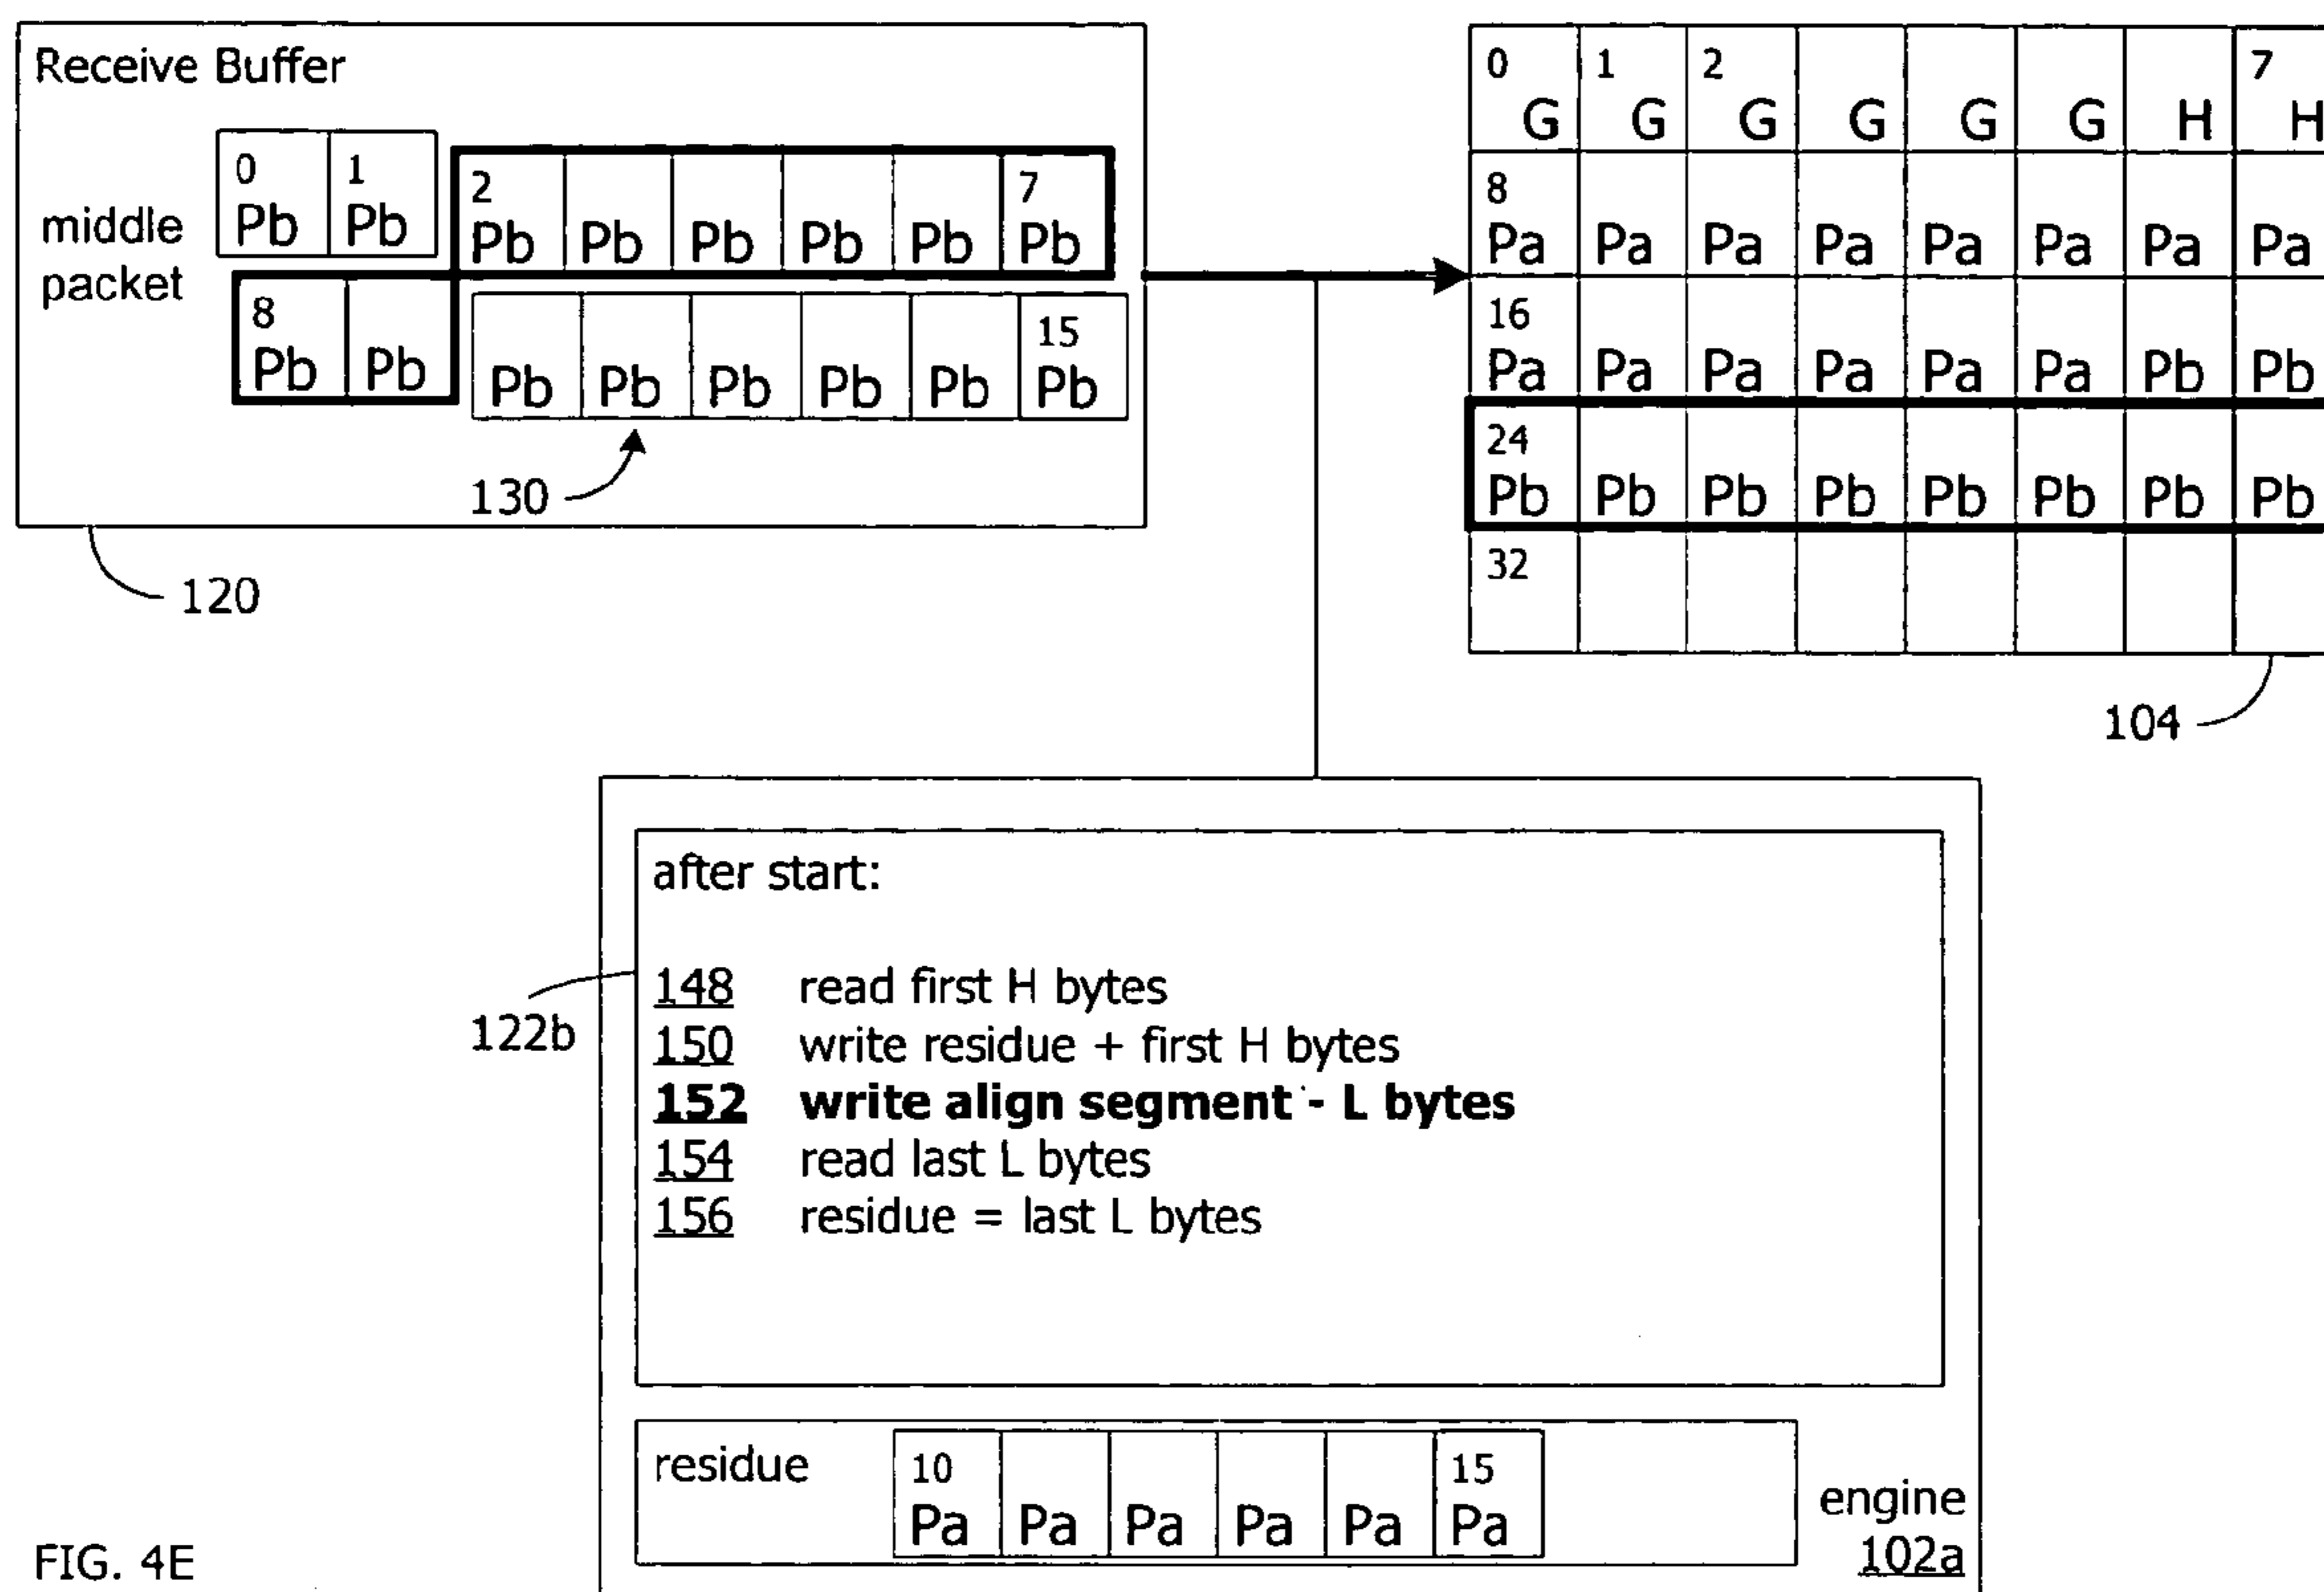 Receive Buffer
middle
packet
0 1 2 7
Pb Pb Pb Pb Pb Pb Pb Pb
8 15
Pb Pb Pb Pb Pb Pb Pb Pb
130
120
0 1 2 7
G G G G G G H H
8
Pa Pa Pa Pa Pa Pa Pa Pa
16
Pa Pa Pa Pa Pa Pa Pb Pb
24
Pb Pb Pb Pb Pb Pb Pb Pb
32
104
after start:
148 read first H bytes
150 write residue + first H bytes
152 write align segment - L bytes
154 read last L bytes
156 residue = last L bytes
122b
residue
10 15
Pa Pa Pa Pa Pa Pa
engine
102a
FIG. 4E